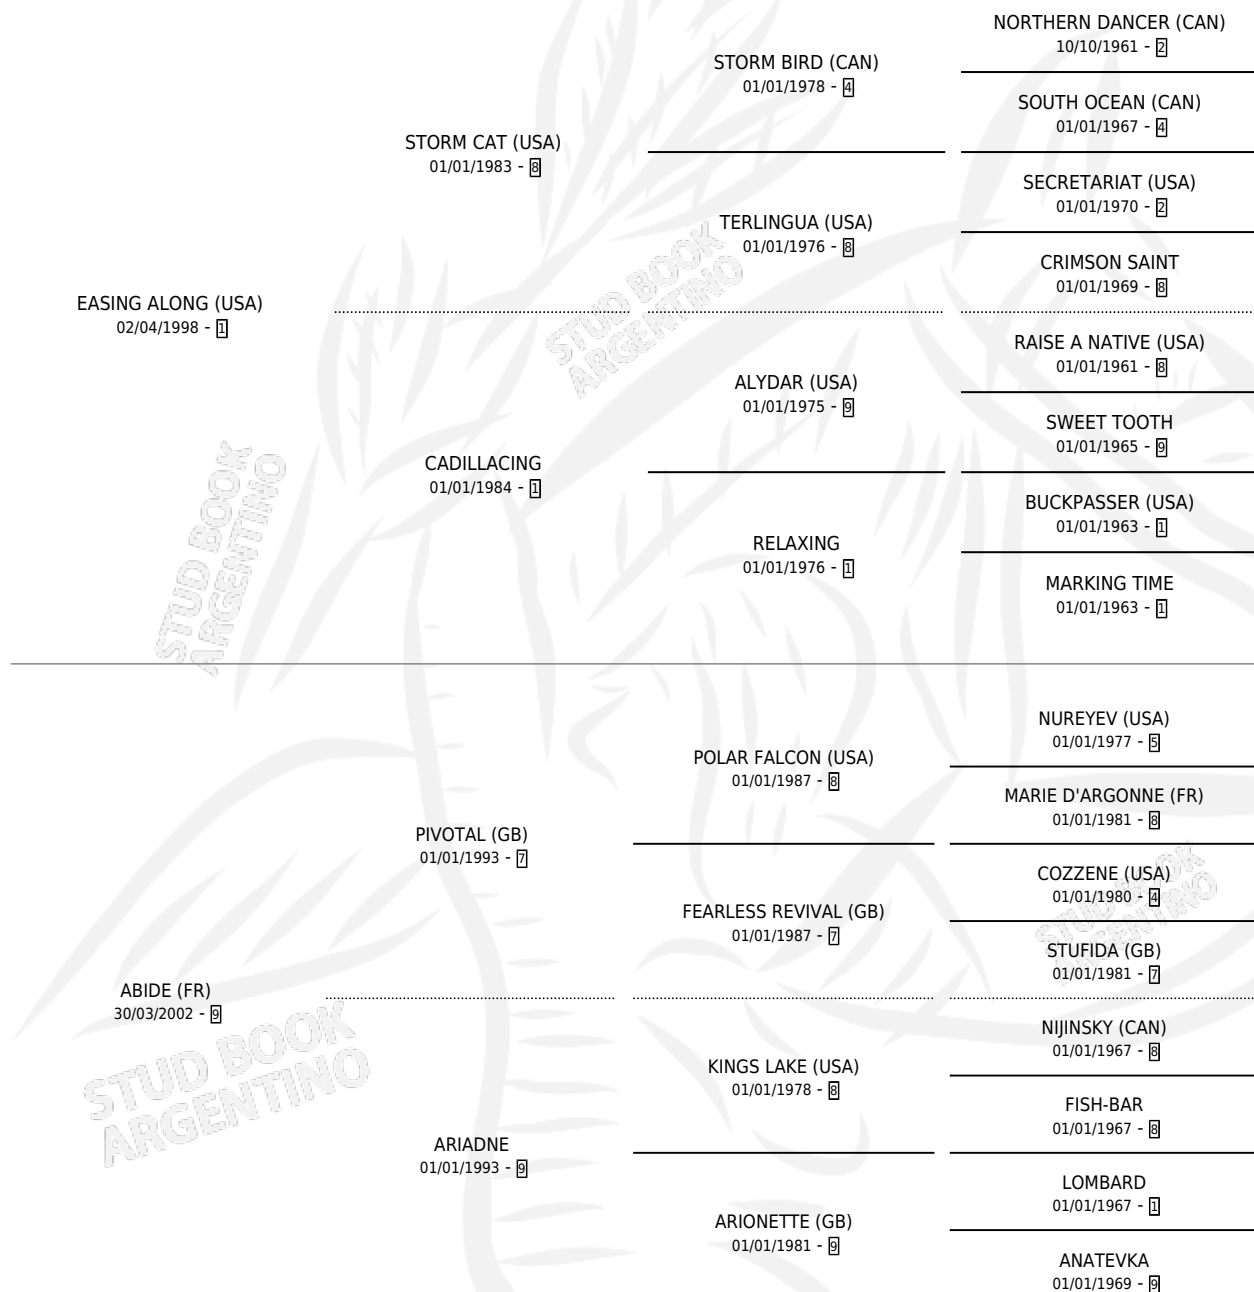 NORTHERN DANCER (CAN)
10/10/1961 - 2
STORM BIRD (CAN)
01/01/1978 - 4
SOUTH OCEAN (CAN)
01/01/1967 - 4
STORM CAT (USA)
01/01/1983 - 8
SECRETARIAT (USA)
01/01/1970 - 2
TERLINGUA (USA)
01/01/1976 - 8
CRIMSON SAINT
01/01/1969 - 8
EASING ALONG (USA)
02/04/1998 - 1
RAISE A NATIVE (USA)
01/01/1961 - 8
ALYDAR (USA)
01/01/1975 - 9
SWEET TOOTH
01/01/1965 - 9
CADILLACING
01/01/1984 - 1
BUCKPASSER (USA)
01/01/1963 - 1
RELAXING
01/01/1976 - 1
MARKING TIME
01/01/1963 - 1
NUREYEV (USA)
01/01/1977 - 5
POLAR FALCON (USA)
01/01/1987 - 8
MARIE D'ARGONNE (FR)
01/01/1981 - 8
PIVOTAL (GB)
01/01/1993 - 7
COZZENE (USA)
01/01/1980 - 4
FEARLESS REVIVAL (GB)
01/01/1987 - 7
STUFIDA (GB)
01/01/1981 - 7
ABIDE (FR)
30/03/2002 - 9
NIJINSKY (CAN)
01/01/1967 - 8
KINGS LAKE (USA)
01/01/1978 - 8
FISH-BAR
01/01/1967 - 8
ARIADNE
01/01/1993 - 9
LOMBARD
01/01/1967 - 1
ARIONETTE (GB)
01/01/1981 - 9
ANATEVKA
01/01/1969 - 9
STUD BOOK
ARGENTINO
STUD BOOK
ARGENTINO
STUD BOOK
ARGENTINO
STUD BOOK
ARGENTINO